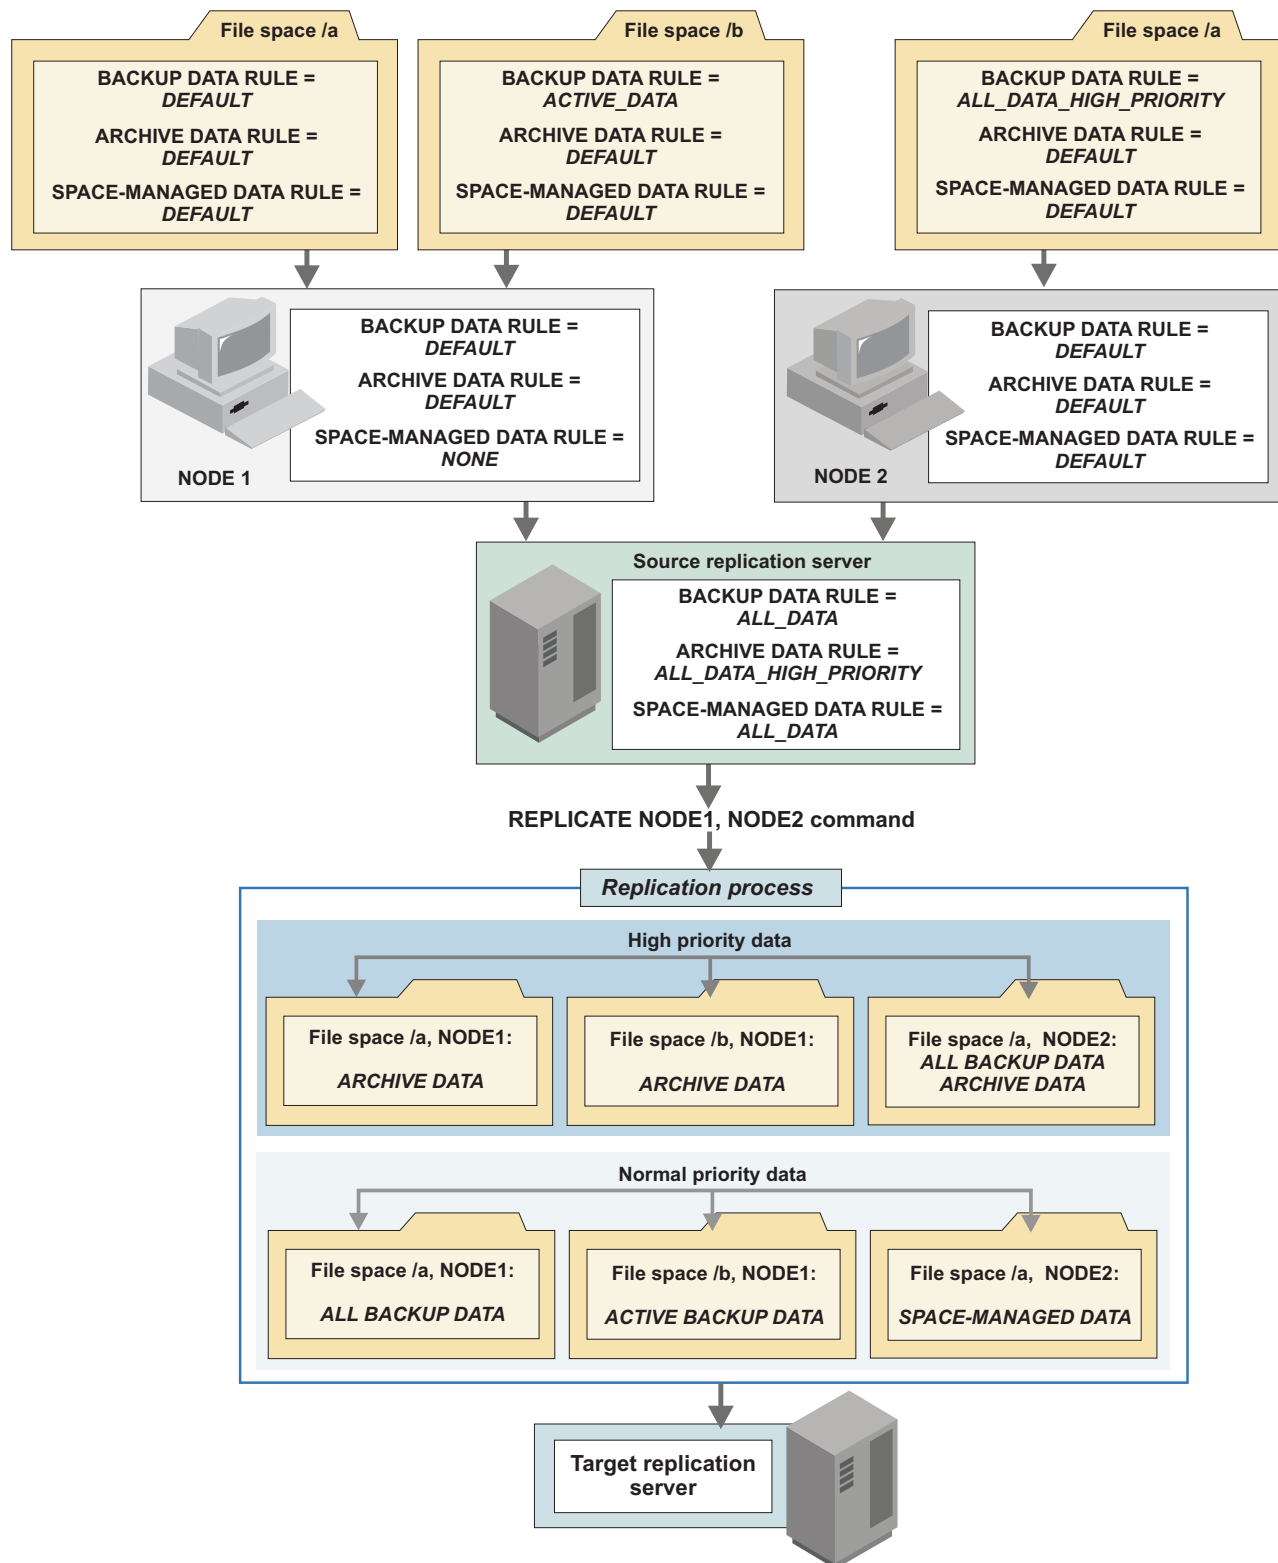 File space /a
BACKUP DATA RULE =
DEFAULT
ARCHIVE DATA RULE =
DEFAULT
SPACE-MANAGED DATA RULE =
DEFAULT
File space /b
BACKUP DATA RULE =
ACTIVE_DATA
ARCHIVE DATA RULE =
DEFAULT
SPACE-MANAGED DATA RULE =
DEFAULT
File space /a
BACKUP DATA RULE =
ALL_DATA_HIGH_PRIORITY
ARCHIVE DATA RULE =
DEFAULT
SPACE-MANAGED DATA RULE =
DEFAULT
BACKUP DATA RULE =
DEFAULT
ARCHIVE DATA RULE =
DEFAULT
SPACE-MANAGED DATA RULE =
NONE
NODE 1
BACKUP DATA RULE =
DEFAULT
ARCHIVE DATA RULE =
DEFAULT
SPACE-MANAGED DATA RULE =
DEFAULT
NODE 2
Source replication server
BACKUP DATA RULE =
ALL_DATA
ARCHIVE DATA RULE =
ALL_DATA_HIGH_PRIORITY
SPACE-MANAGED DATA RULE =
ALL_DATA
REPLICATE NODE1, NODE2 command
Replication process
High priority data
File space /a, NODE1:
ARCHIVE DATA
File space /b, NODE1:
ARCHIVE DATA
File space /a, NODE2:
ALL BACKUP DATA
ARCHIVE DATA
Normal priority data
File space /a, NODE1:
ALL BACKUP DATA
File space /b, NODE1:
ACTIVE BACKUP DATA
File space /a, NODE2:
SPACE-MANAGED DATA
Target replication
server